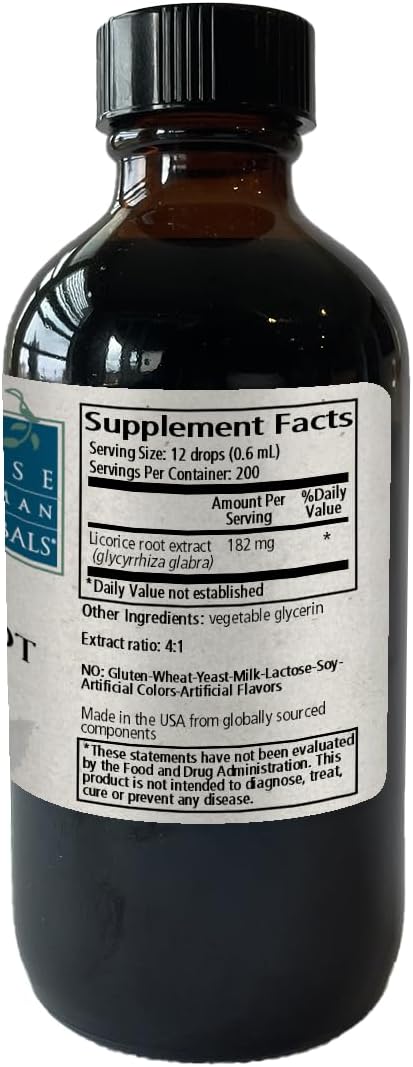 Supplement Facts
Serving Size: 12 drops (0.6 mL)
Servings Per Container: 200
Amount Per Serving
%Daily Value
Licorice root extract 182 mg *
(glycyrrhiza glabra)
*Daily Value not established
Other Ingredients: vegetable glycerin
Extract ratio: 4:1
NO: Gluten-Wheat-Yeast-Milk-Lactose-Soy-
Artificial Colors-Artificial Flavors
Made in the USA from globally sourced
components
*These statements have not been evaluated
by the Food and Drug Administration. This
product is not intended to diagnose, treat,
cure or prevent any disease.